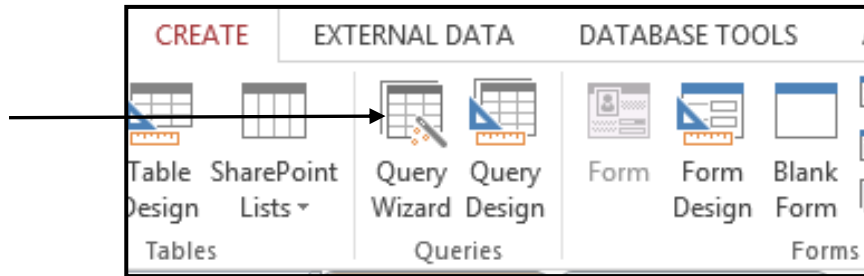 CREATE EXTERNAL DATA DATABASE TOOLS
Table SharePoint Query Query Form Form Blank
Design Lists Wizard Design Design Form
Tables Queries Forms